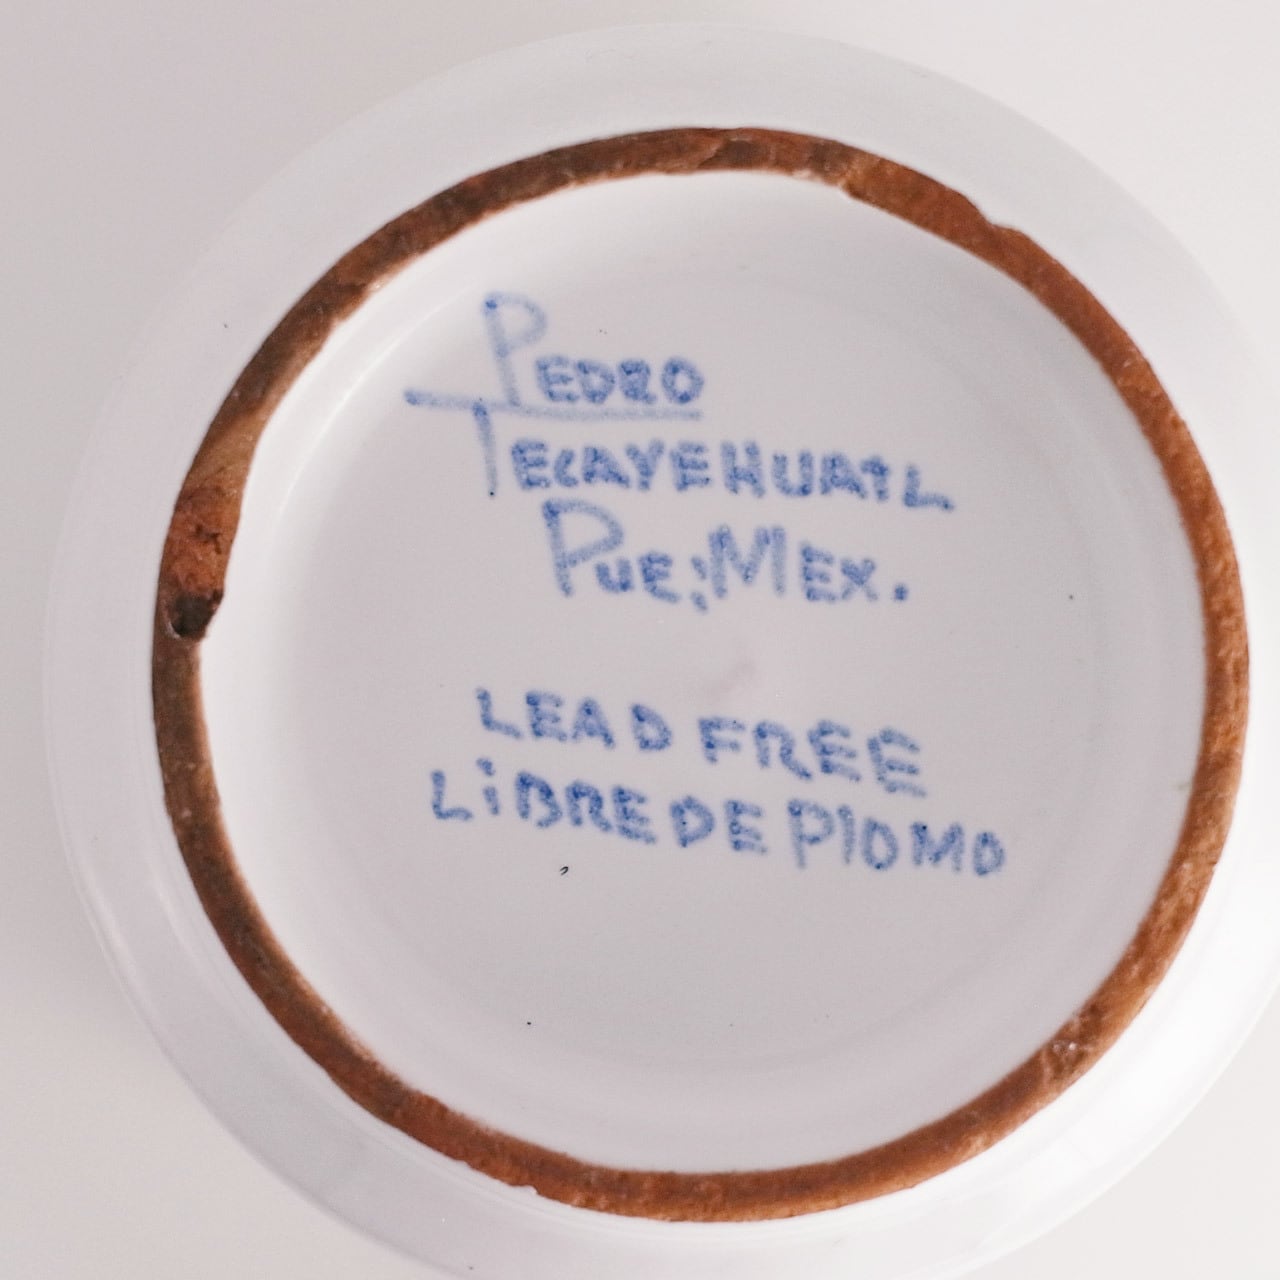 PEDRO
TECAYEHUATL
PUE; MEX.
LEAD FREE
LiBRE DE PlOMO